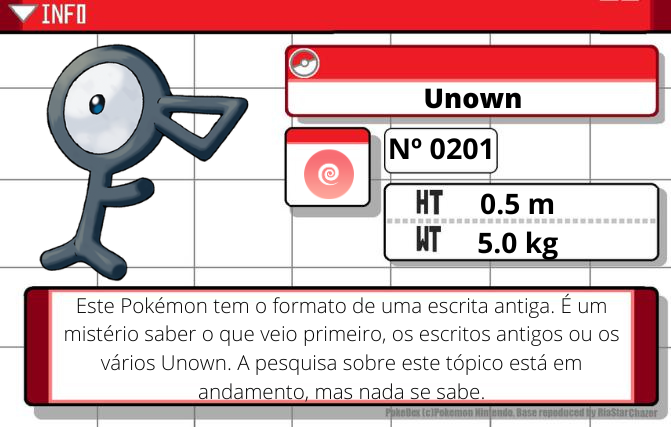 INFO
Unown
Nº 0201
HT 0.5 m
WT 5.0 kg
Este Pokémon tem o formato de uma escrita antiga. É um
mistério saber o que veio primeiro, os escritos antigos ou os
vários Unown. A pesquisa sobre este tópico está em
andamento, mas nada se sabe.
PokeDex (c)Pokemon Nintendo. Base reproduced by RiaStarChazer